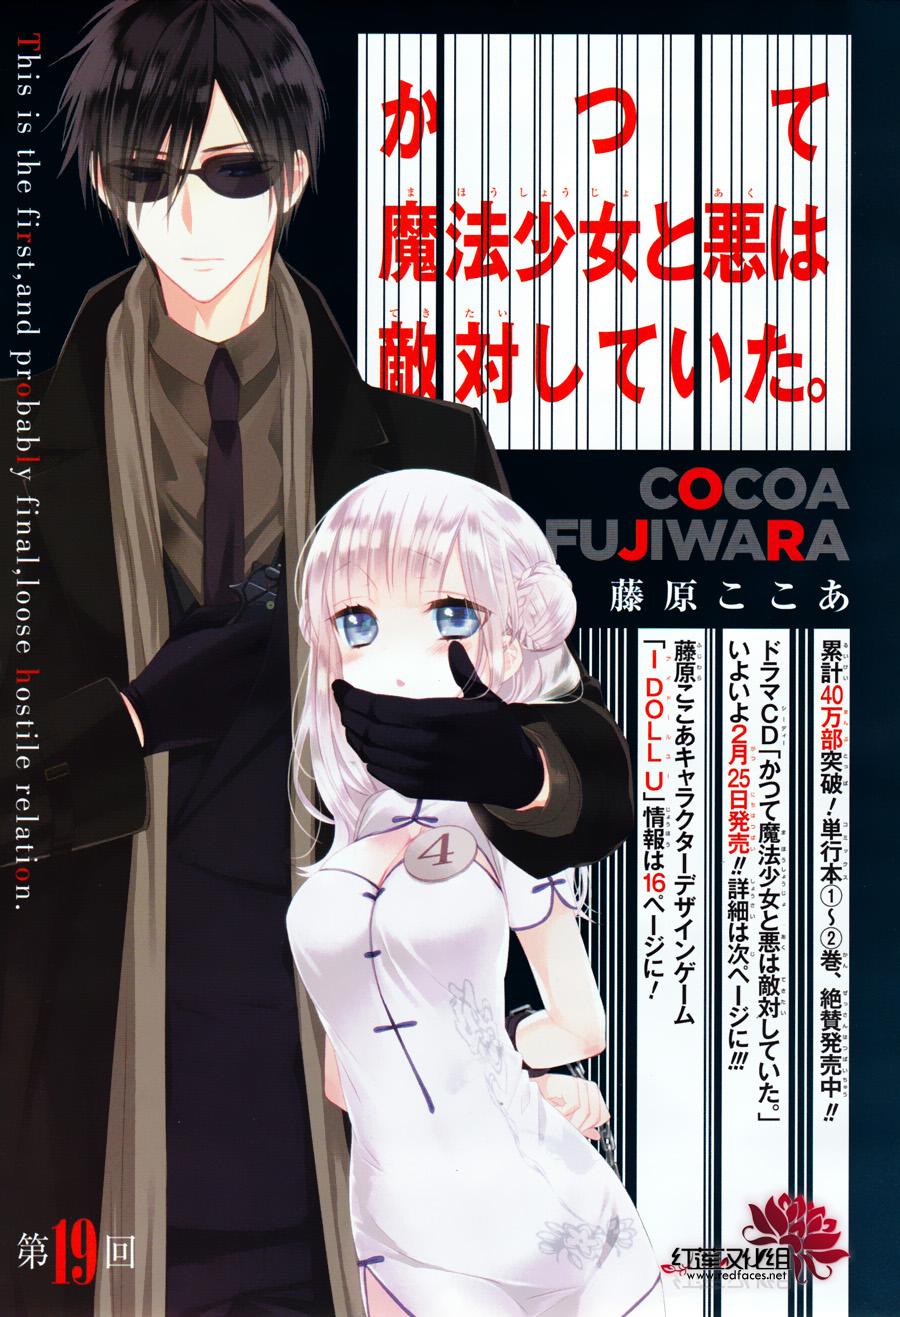 This is the first,and probably final,loose hostile relation.
かつて
魔法少女と悪は
敵対していた。
COCOA
FUJIWARA
藤原ここあ
累計40万部突破！単行本①～②巻、絶賛発売中!!
ドラマCD「かつて魔法少女と悪は敵対していた。」
いよいよ2月25日発売!!詳細は次ページに!!!
藤原ここあキャラクターデザインゲーム
「I DOLL U」情報は16ページに！
4
第19回
紅蓮汉化组
www.redfaces.net